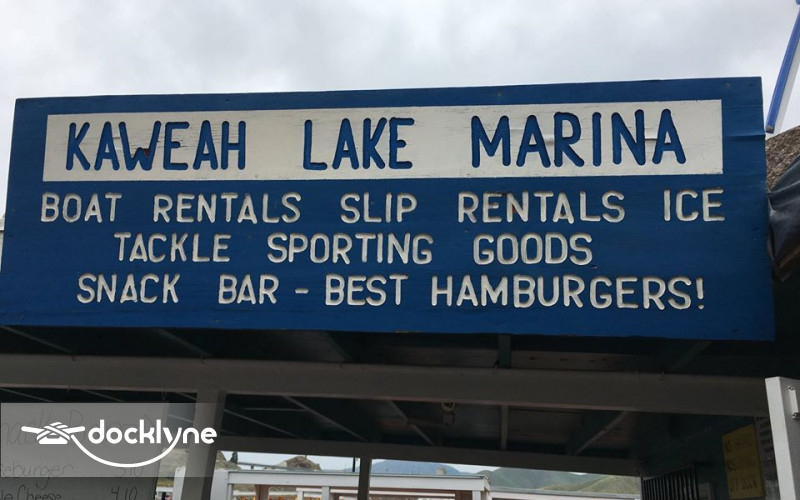 KAWEAH LAKE MARINA
BOAT RENTALS SLIP RENTALS ICE
TACKLE SPORTING GOODS
SNACK BAR - BEST HAMBURGERS!
docklyne